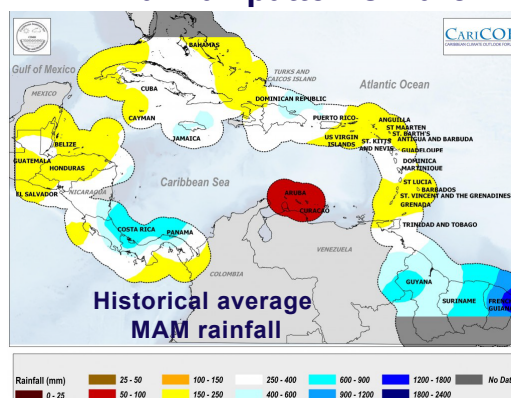 CARICOF
CARIBBEAN CLIMATE OUTLOOK FORUM
BAHAMAS
Gulf of Mexico
TURKS AND
CAICOS ISLAND
Atlantic Ocean
MEXICO
CUBA
DOMINICAN REPUBLIC
CAYMAN
PUERTO RICO
ANGUILLA
ST MAARTEN
ST BARTH'S
JAMAICA
US VIRGIN
ISLANDS
ST. KITTS
AND NEVIS
ANTIGUA AND BARBUDA
BELIZE
GUADELOUPE
GUATEMALA
DOMINICA
HONDURAS
MARTINIQUE
Caribbean Sea
ST LUCIA
EL SALVADOR
NICARAGUA
ARUBA
BARBADOS
ST. VINCENT AND THE GRENADINES
CURACAO
GRENADA
COSTA RICA
PANAMA
TRINIDAD AND TOBAGO
VENEZUELA
COLOMBIA
GUYANA
Historical average
MAM rainfall
SURINAME
FRENCH
GUIANA
Rainfall (mm)
25 - 50
100 - 150
250 - 400
600 - 900
1200 - 1800
No Data
0 - 25
50 - 100
150 - 250
400 - 600
900 - 1200
1800 - 2400